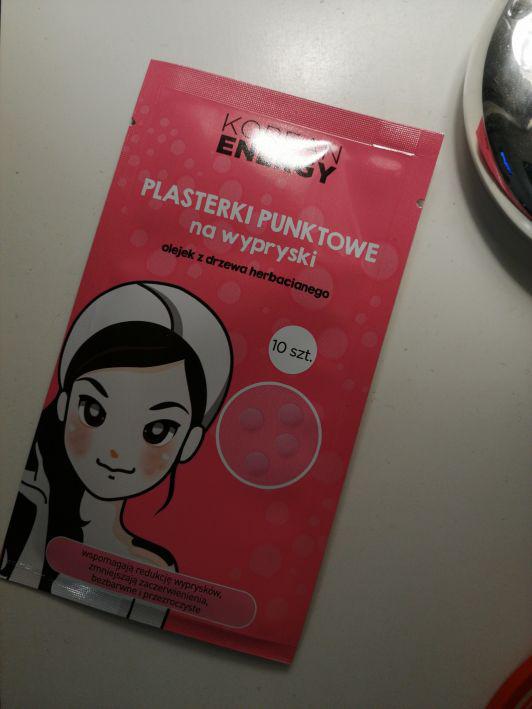 KOREAN
ENERGY
PLASTERKI PUNKTOWE
na wypryski
olejek z drzewa herbacianego
10 szt.
wspomagają redukcję wyprysków,
zmniejszają zaczerwienienia,
bezbarwne i przezroczyste